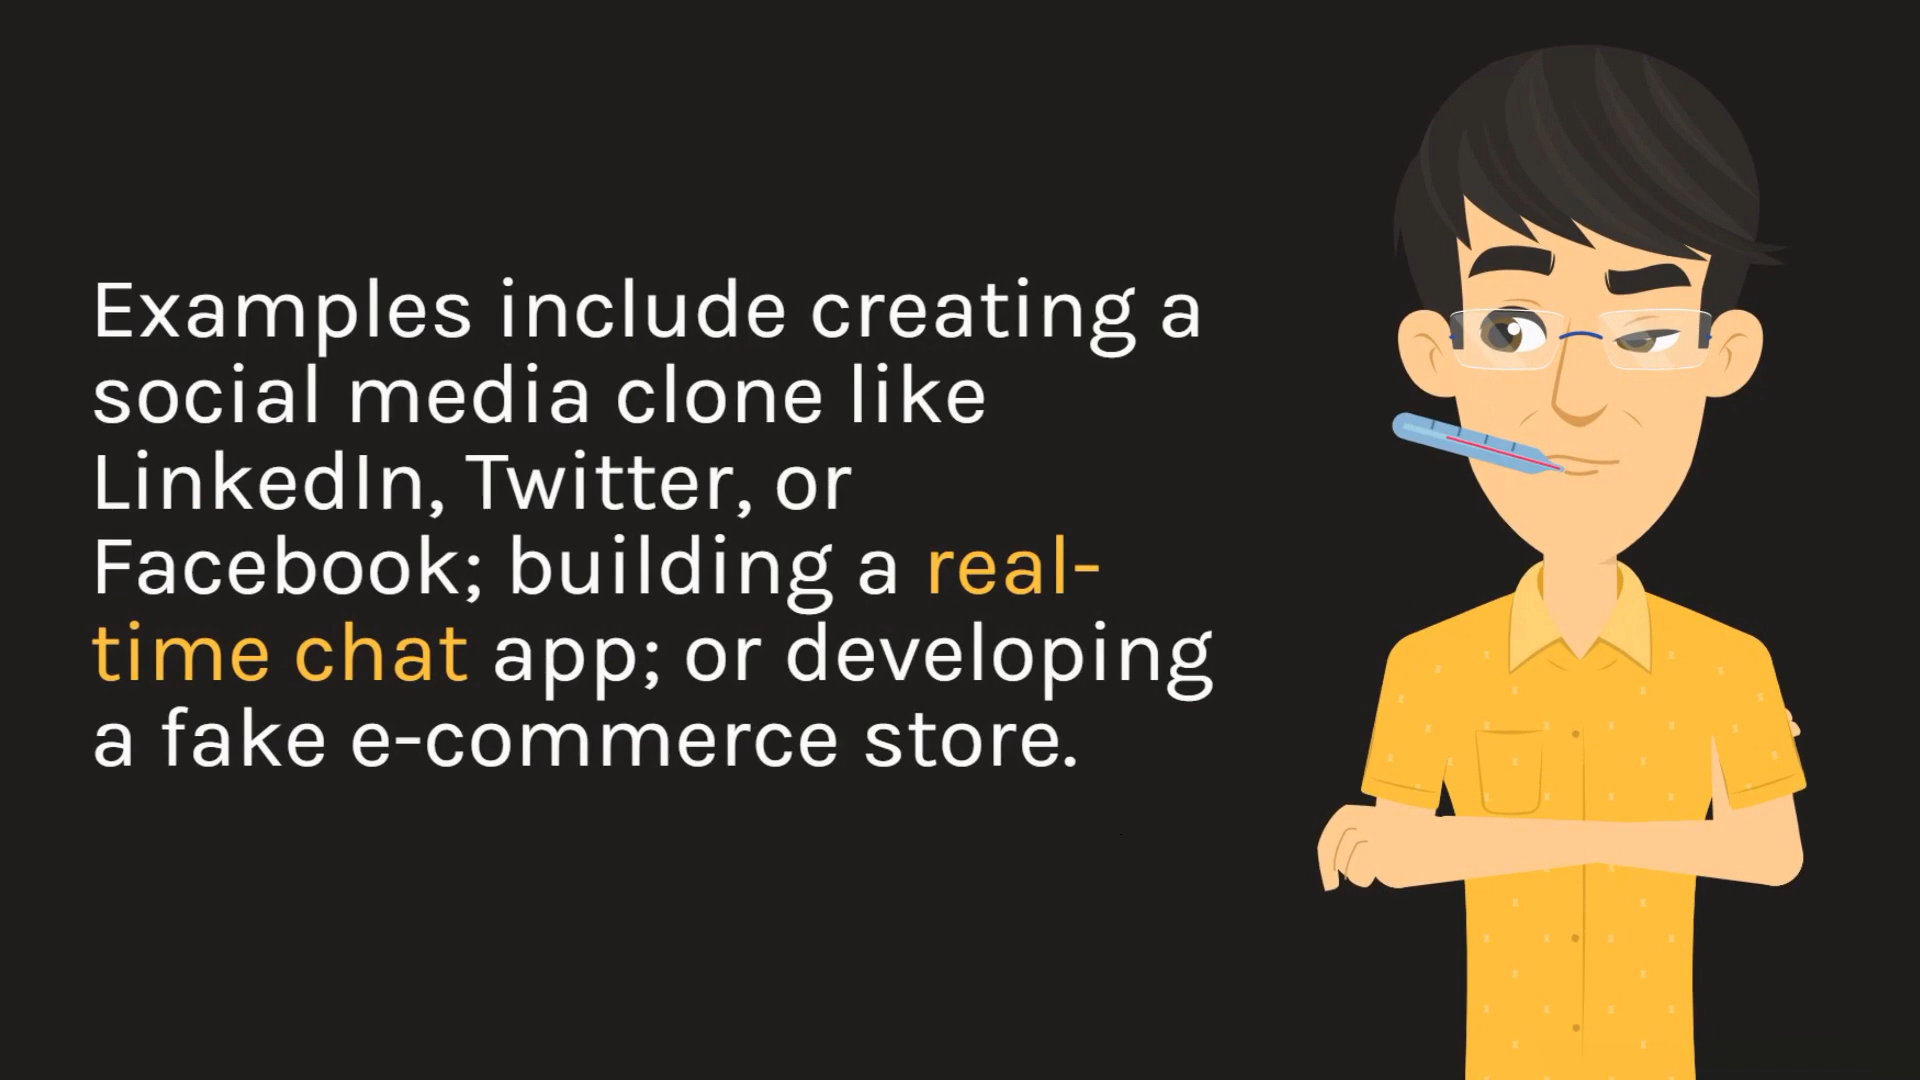 Examples include creating a
social media clone like
LinkedIn, Twitter, or
Facebook; building a real-
time chat app; or developing
a fake e-commerce store.